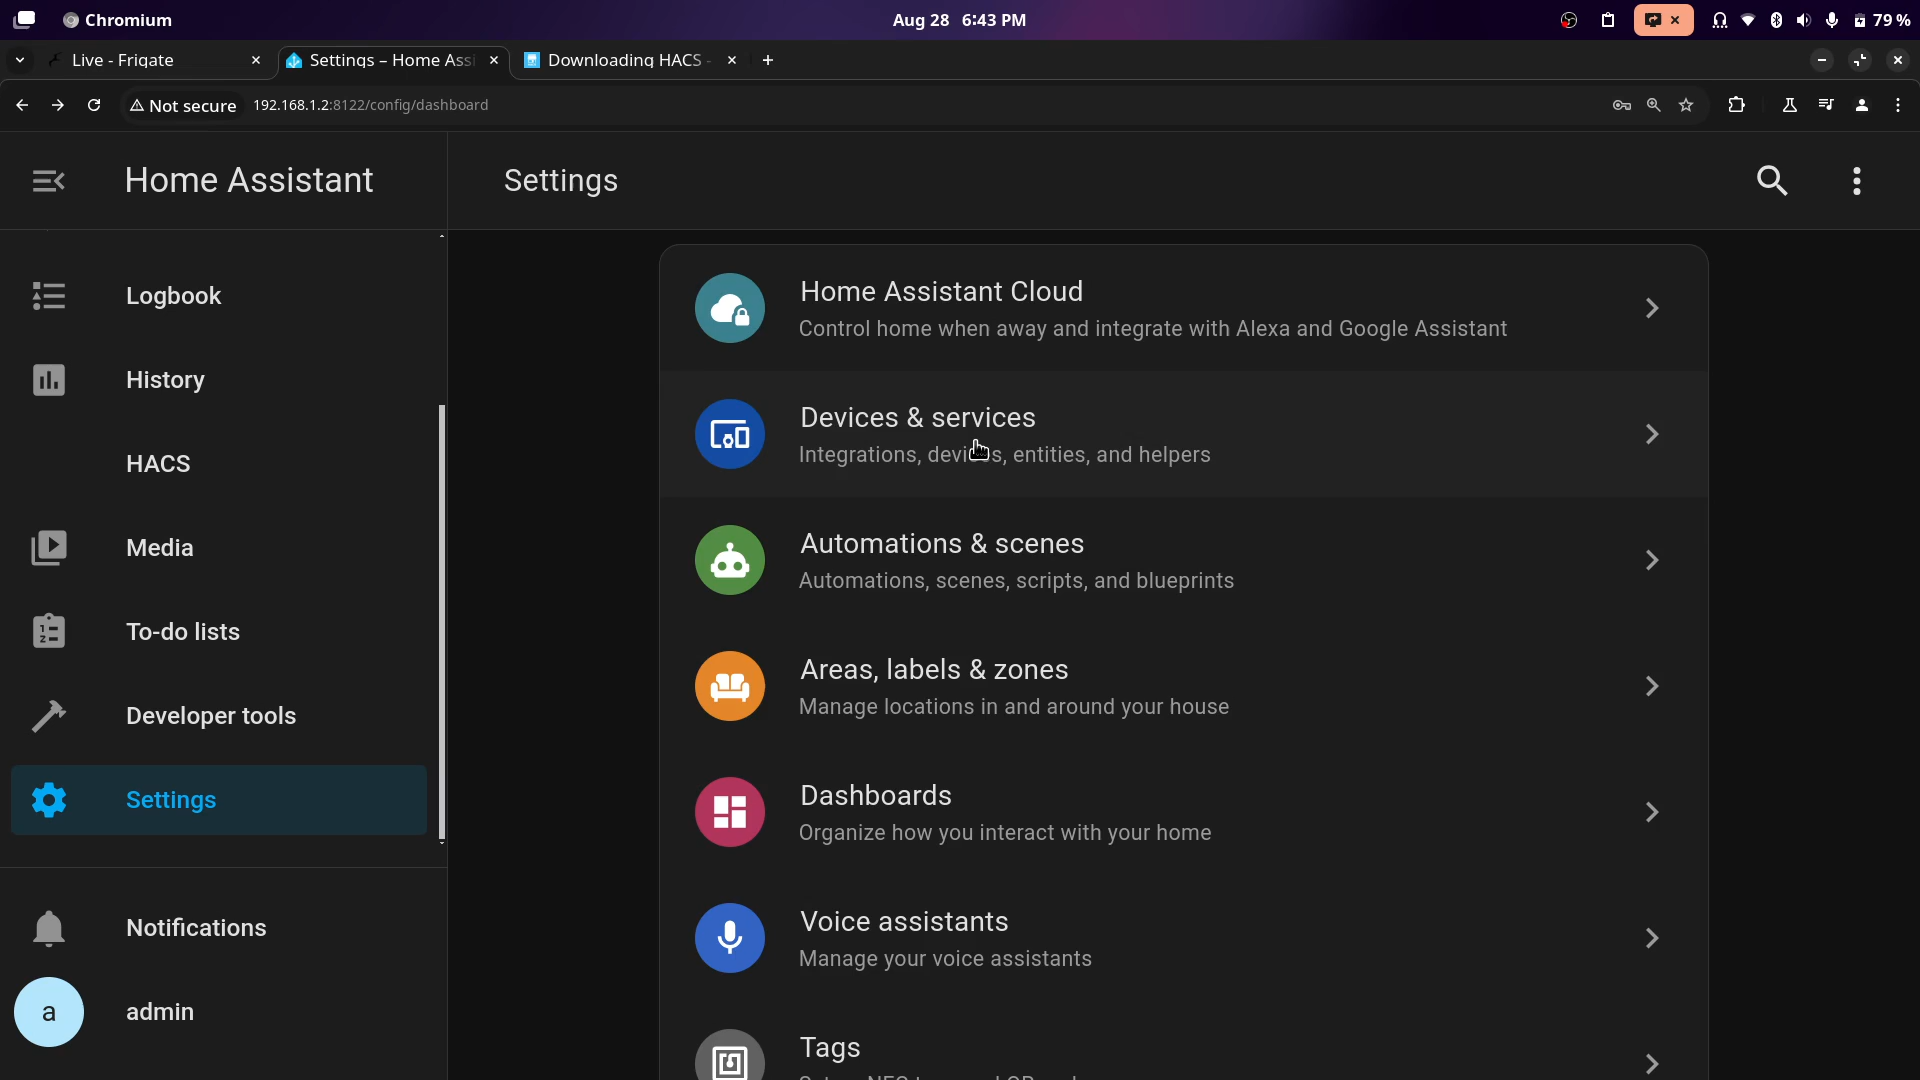 Chromium
Aug 28 6:43 PM
79 %
Live - Frigate
Settings – Home Assi
Downloading HACS -
Not secure
192.168.1.2:8122/config/dashboard
Home Assistant
Settings
Logbook
History
HACS
Media
To-do lists
Developer tools
Settings
Notifications
a
admin
Home Assistant Cloud
Control home when away and integrate with Alexa and Google Assistant
Devices & services
Integrations, devices, entities, and helpers
Automations & scenes
Automations, scenes, scripts, and blueprints
Areas, labels & zones
Manage locations in and around your house
Dashboards
Organize how you interact with your home
Voice assistants
Manage your voice assistants
Tags